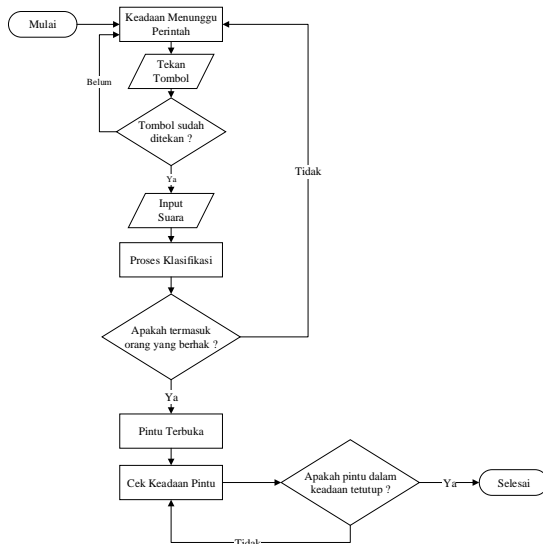 Mulai
Keadaan Menunggu
Perintah
Tekan
Tombol
Belum
Tombol sudah
ditekan ?
Ya
Tidak
Input
Suara
Proses Klasifikasi
Apakah termasuk
orang yang berhak ?
Ya
Pintu Terbuka
Cek Keadaan Pintu
Apakah pintu dalam
keadaan tetutup ?
Ya
Selesai
Tidak